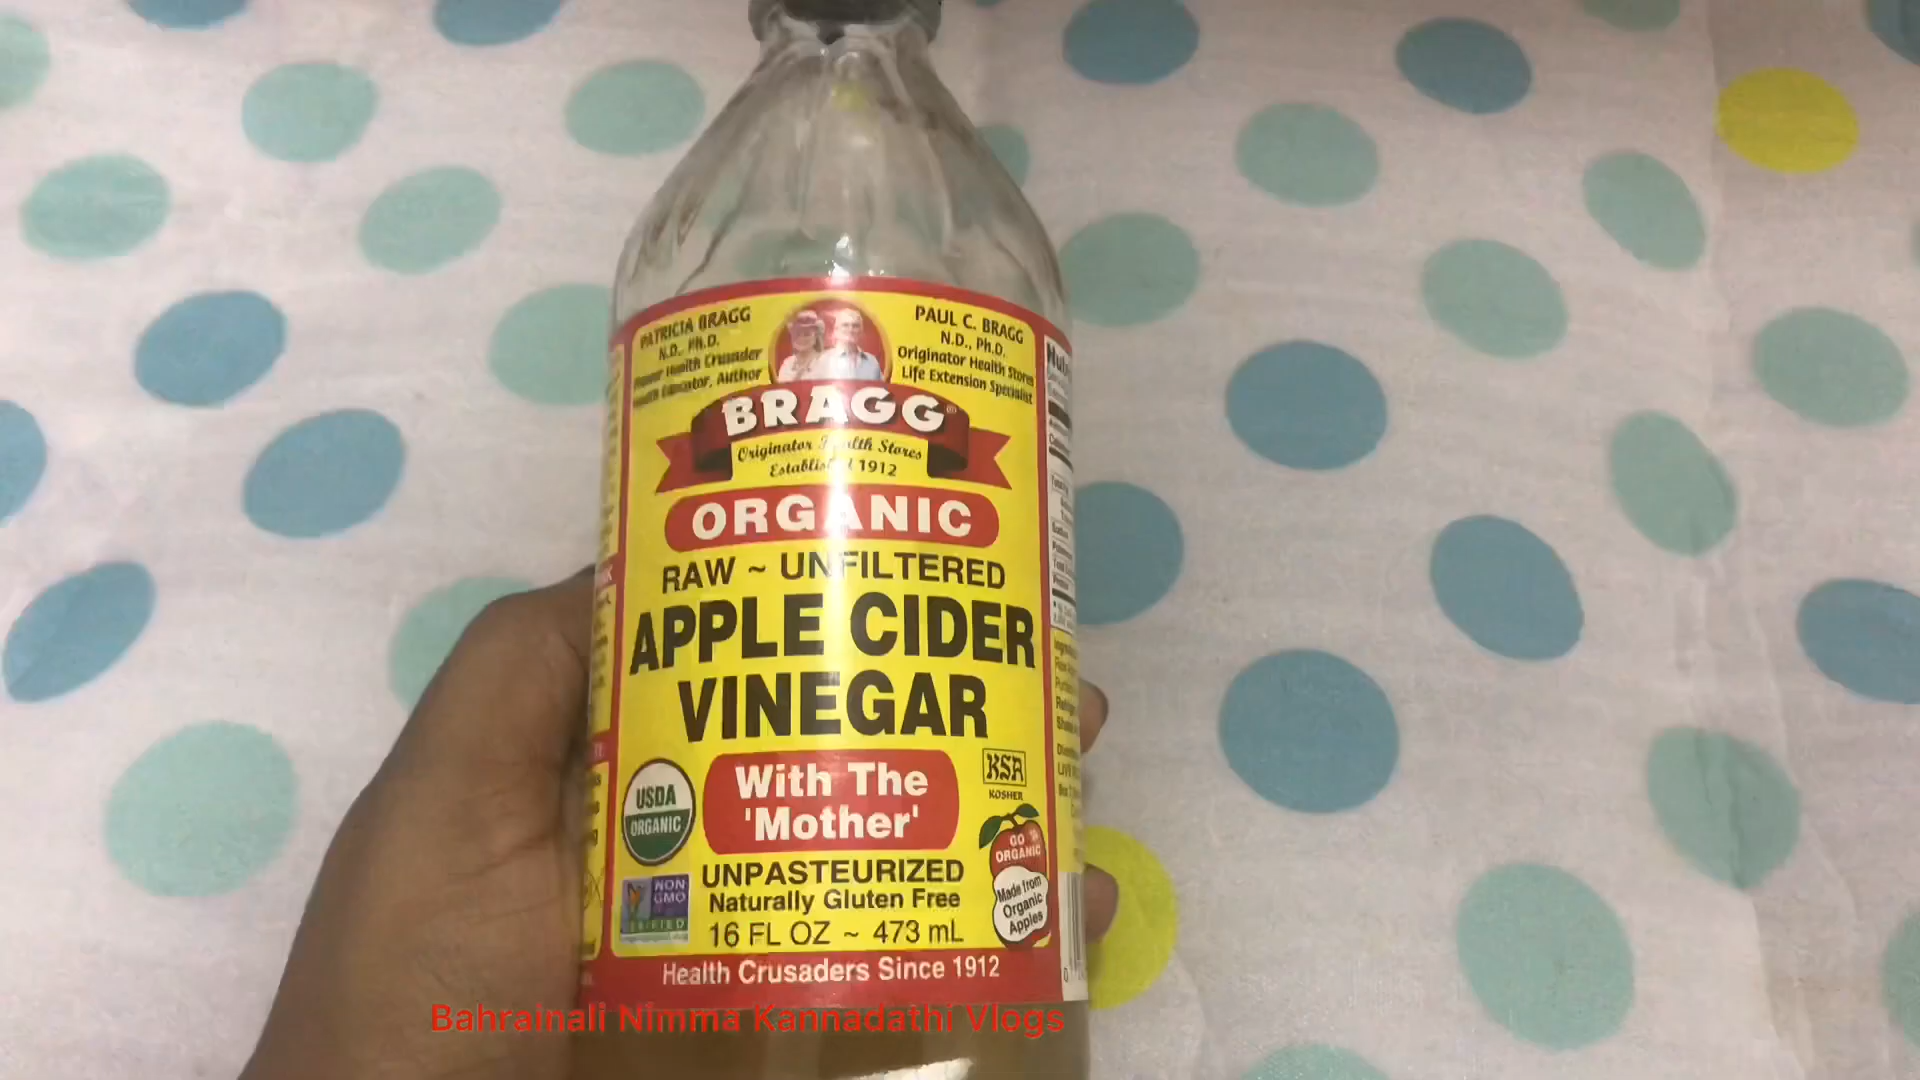 PATRICIA BRAGG
N.D., Ph.D.
Health Crusader
Health Educator, Author
PAUL C. BRAGG
N.D., Ph.D.
Originator Health Stores
Life Extension Specialist
BRAGG®
Originator Health Stores
Established 1912
ORGANIC
RAW ~ UNFILTERED
APPLE CIDER
VINEGAR
With The
'Mother'
USDA
ORGANIC
KSA
KOSHER
GO
ORGANIC
Made from
Organic
Apples
NON
GMO
VERIFIED
UNPASTEURIZED
Naturally Gluten Free
16 FL OZ ~ 473 mL
Health Crusaders Since 1912
Bahrainali Nimma Kannadathi Vlogs